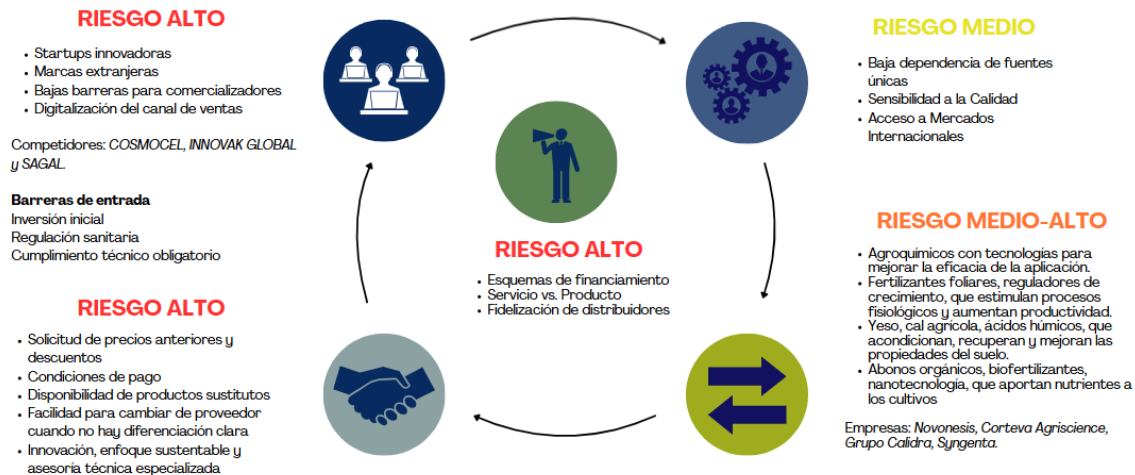 RIESGO ALTO
• Startups innovadoras
• Marcas extranjeras
• Bajas barreras para comercializadores
• Digitalización del canal de ventas
Competidores: COSMOCEL, INNOVAK GLOBAL
y SAGAL.
Barreras de entrada
Inversión inicial
Regulación sanitaria
Cumplimiento técnico obligatorio
RIESGO ALTO
• Solicitud de precios anteriores y
descuentos
• Condiciones de pago
• Disponibilidad de productos sustitutos
• Facilidad para cambiar de proveedor
cuando no hay diferenciación clara
• Innovación, enfoque sustentable y
asesoría técnica especializada
RIESGO ALTO
• Esquemas de financiamiento
• Servicio vs. Producto
• Fidelización de distribuidores
RIESGO MEDIO
• Baja dependencia de fuentes
únicas
• Sensibilidad a la Calidad
• Acceso a Mercados
Internacionales
RIESGO MEDIO-ALTO
• Agroquímicos con tecnologías para
mejorar la eficacia de la aplicación.
• Fertilizantes foliares, reguladores de
crecimiento, que estimulan procesos
fisiológicos y aumentan productividad.
• Yeso, cal agrícola, ácidos húmicos, que
acondicionan, recuperan y mejoran las
propiedades del suelo.
• Abonos orgánicos, biofertilizantes,
nanotecnología, que aportan nutrientes a
los cultivos
Empresas: Novonesis, Corteva Agriscience,
Grupo Calidra, Syngenta.